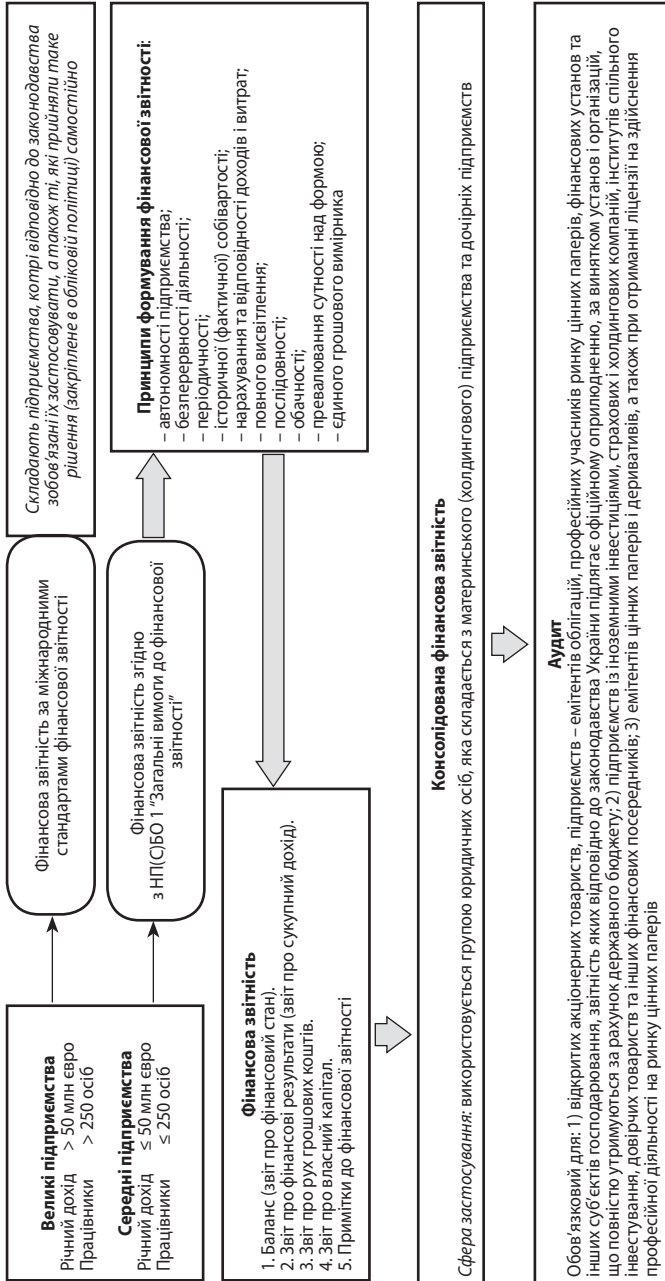 Великі підприємства
Річний дохід > 50 млн євро
Працівники > 250 осіб
Середні підприємства
Річний дохід ≤ 50 млн євро
Працівники ≤ 250 осіб
Фінансова звітність за міжнародними
стандартами фінансової звітності
Складають підприємства, котрі відповідно до законодавства
зобов'язані їх застосовувати, а також ті, які прийняли таке
рішення (закріплене в обліковій політиці) самостійно
Фінансова звітність згідно
з НП(С)БО 1 "Загальні вимоги до фінансової
звітності"
Принципи формування фінансової звітності:
– автономності підприємства;
– безперервності діяльності;
– періодичності;
– історичної (фактичної) собівартості;
– нарахування та відповідності доходів і витрат;
– повного висвітлення;
– послідовності;
– обачності;
– превалювання сутності над формою;
– єдиного грошового вимірника
Фінансова звітність
1. Баланс (звіт про фінансовий стан).
2. Звіт про фінансові результати (звіт про сукупний дохід).
3. Звіт про рух грошових коштів.
4. Звіт про власний капітал.
5. Примітки до фінансової звітності
Консолідована фінансова звітність
Сфера застосування: використовується групою юридичних осіб, яка складається з материнського (холдингового) підприємства та дочірніх підприємств
Аудит
Обов'язковий для: 1) відкритих акціонерних товариств, підприємств – емітентів облігацій, професійних учасників ринку цінних паперів, фінансових установ та
інших суб'єктів господарювання, звітність яких відповідно до законодавства України підлягає офіційному оприлюдненню, за винятком установ і організацій,
що повністю утримуються за рахунок державного бюджету; 2) підприємств із іноземними інвестиціями, страхових і холдингових компаній, інститутів спільного
інвестування, довірчих товариств та інших фінансових посередників; 3) емітентів цінних паперів і деривативів, а також при отриманні ліцензії на здійснення
професійної діяльності на ринку цінних паперів